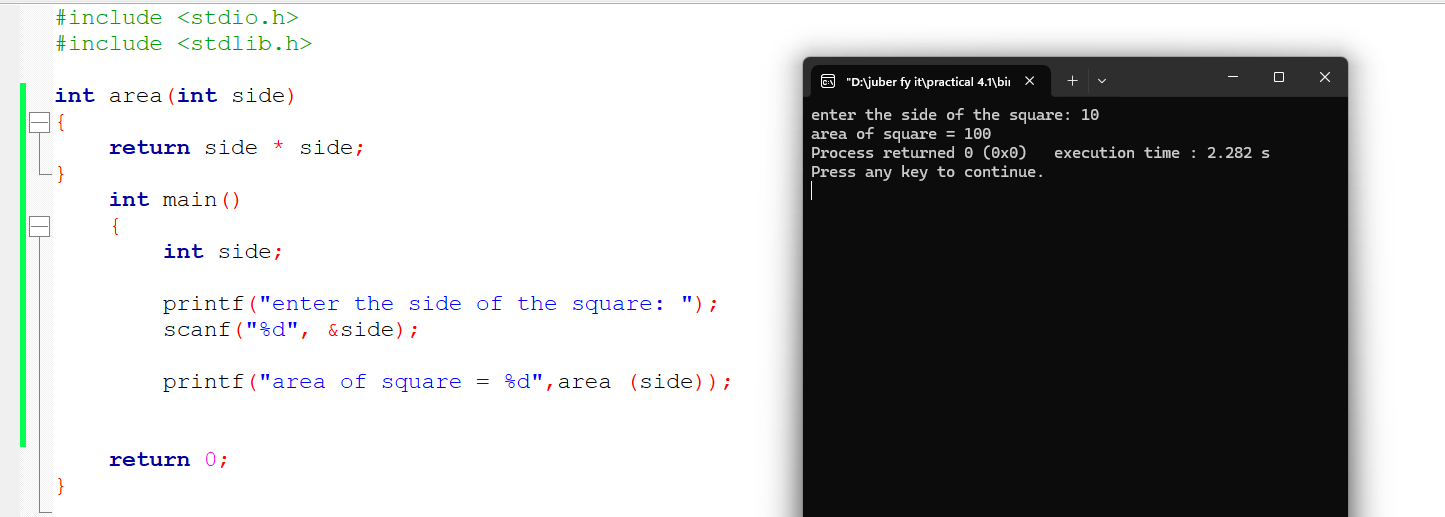 #include <stdio.h>
#include <stdlib.h>
int area(int side)
{
return side * side;
}
int main()
{
int side;
printf("enter the side of the square: ");
scanf("%d", &side);
printf("area of square = %d",area (side));
return 0;
}
"D:\juber fy it\practical 4.1\bin
enter the side of the square: 10
area of square = 100
Process returned 0 (0x0)   execution time : 2.282 s
Press any key to continue.